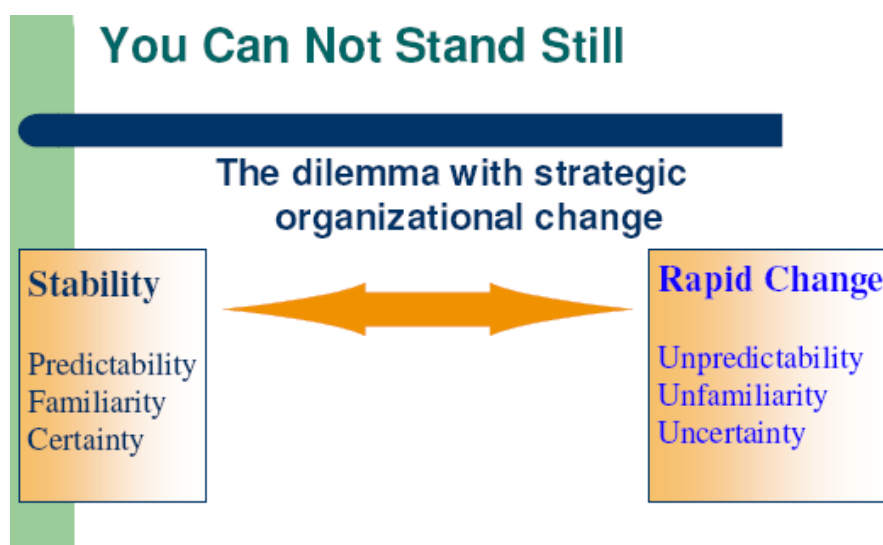 You Can Not Stand Still
The dilemma with strategic
organizational change
Stability
Predictability
Familiarity
Certainty
Rapid Change
Unpredictability
Unfamiliarity
Uncertainty